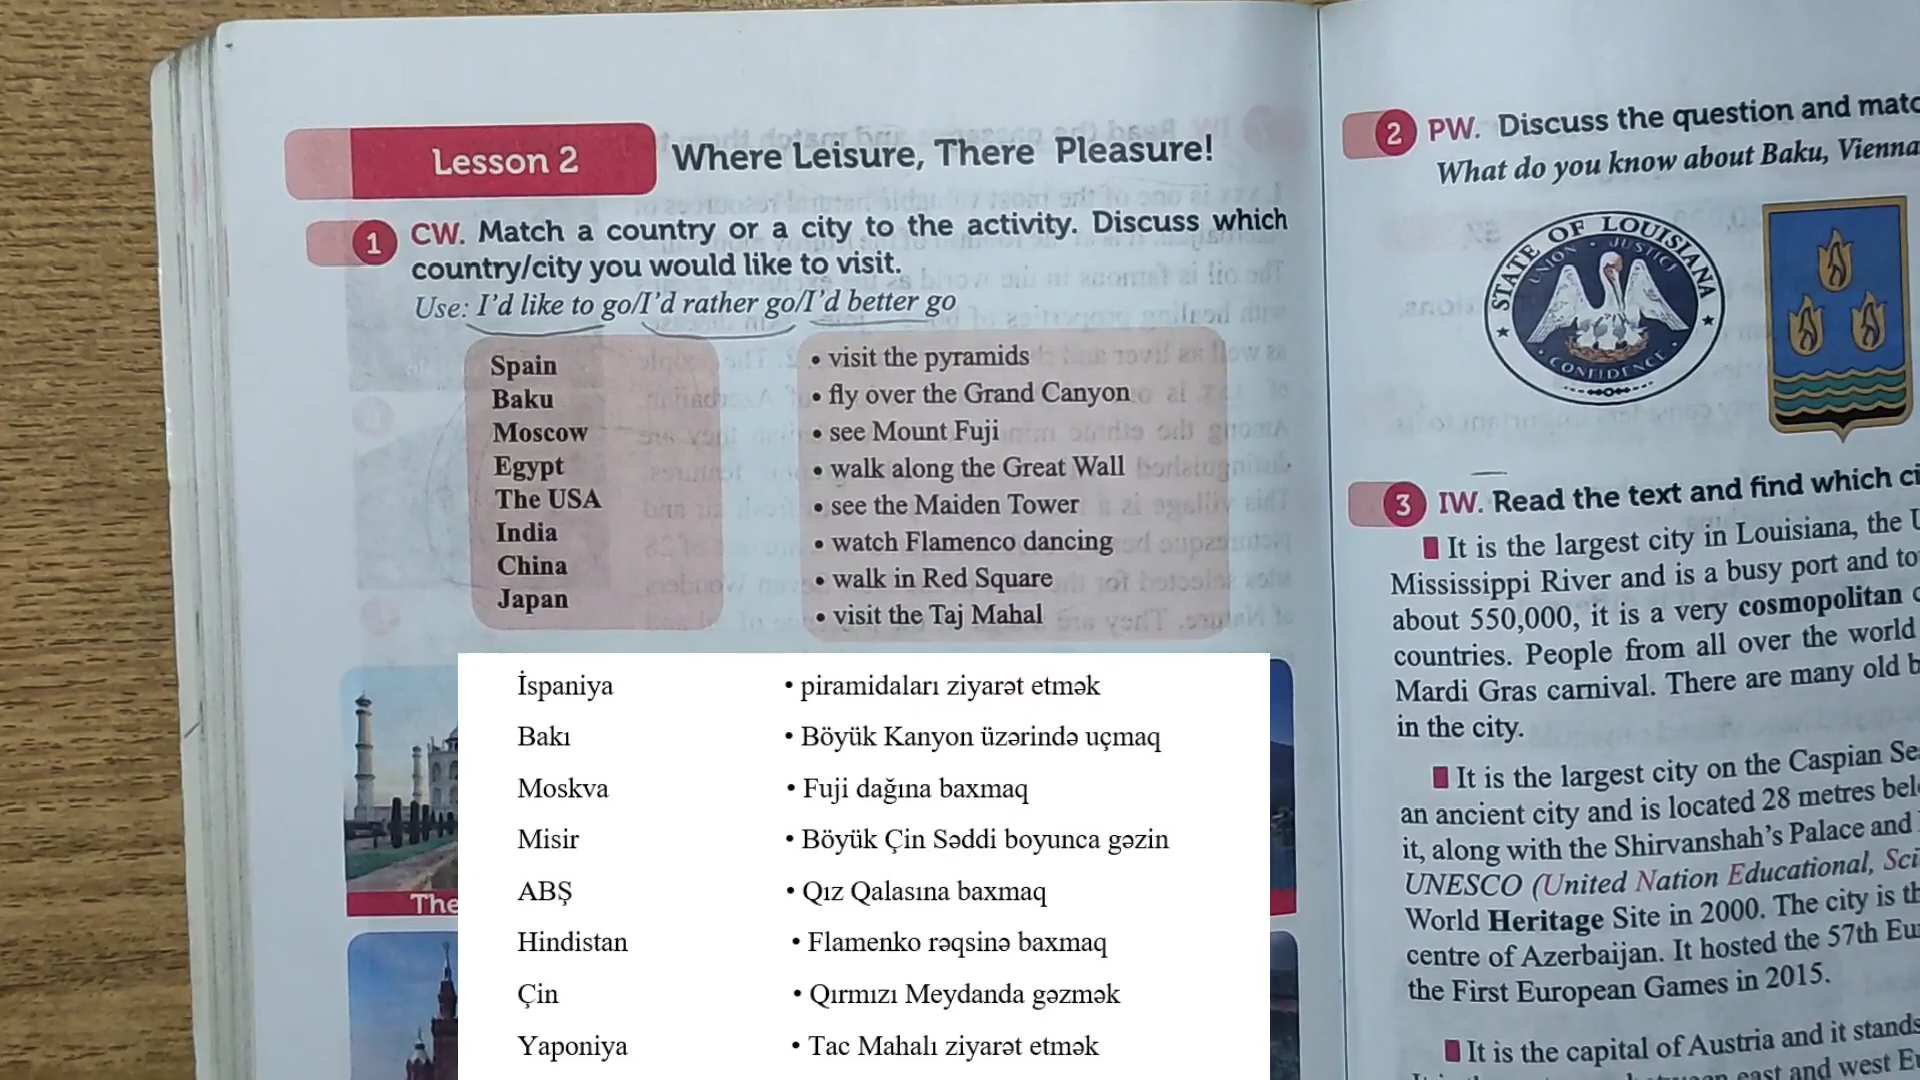 Lesson 2
Where Leisure, There Pleasure!
1 CW. Match a country or a city to the activity. Discuss which
country/city you would like to visit.
Use: I'd like to go/I'd rather go/I'd better go
Spain
Baku
Moscow
Egypt
The USA
India
China
Japan
• visit the pyramids
• fly over the Grand Canyon
• see Mount Fuji
• walk along the Great Wall
• see the Maiden Tower
• watch Flamenco dancing
• walk in Red Square
• visit the Taj Mahal
İspaniya
Bakı
Moskva
Misir
ABŞ
Hindistan
Çin
Yaponiya
• piramidaları ziyarət etmək
• Böyük Kanyon üzərində uçmaq
• Fuji dağına baxmaq
• Böyük Çin Səddi boyunca gəzin
• Qız Qalasına baxmaq
• Flamenko rəqsinə baxmaq
• Qırmızı Meydanda gəzmək
• Tac Mahalı ziyarət etmək
The
2 PW. Discuss the question and matc
What do you know about Baku, Vienna
STATE OF LOUISIANA
UNION JUSTICE
CONFIDENCE
3 IW. Read the text and find which ci
It is the largest city in Louisiana, the U
Mississippi River and is a busy port and to
about 550,000, it is a very cosmopolitan c
countries. People from all over the world
Mardi Gras carnival. There are many old b
in the city.
It is the largest city on the Caspian Se
an ancient city and is located 28 metres bel
it, along with the Shirvanshah's Palace and
UNESCO (United Nation Educational, Sci
World Heritage Site in 2000. The city is th
centre of Azerbaijan. It hosted the 57th Eu
the First European Games in 2015.
It is the capital of Austria and it stands
east and west E